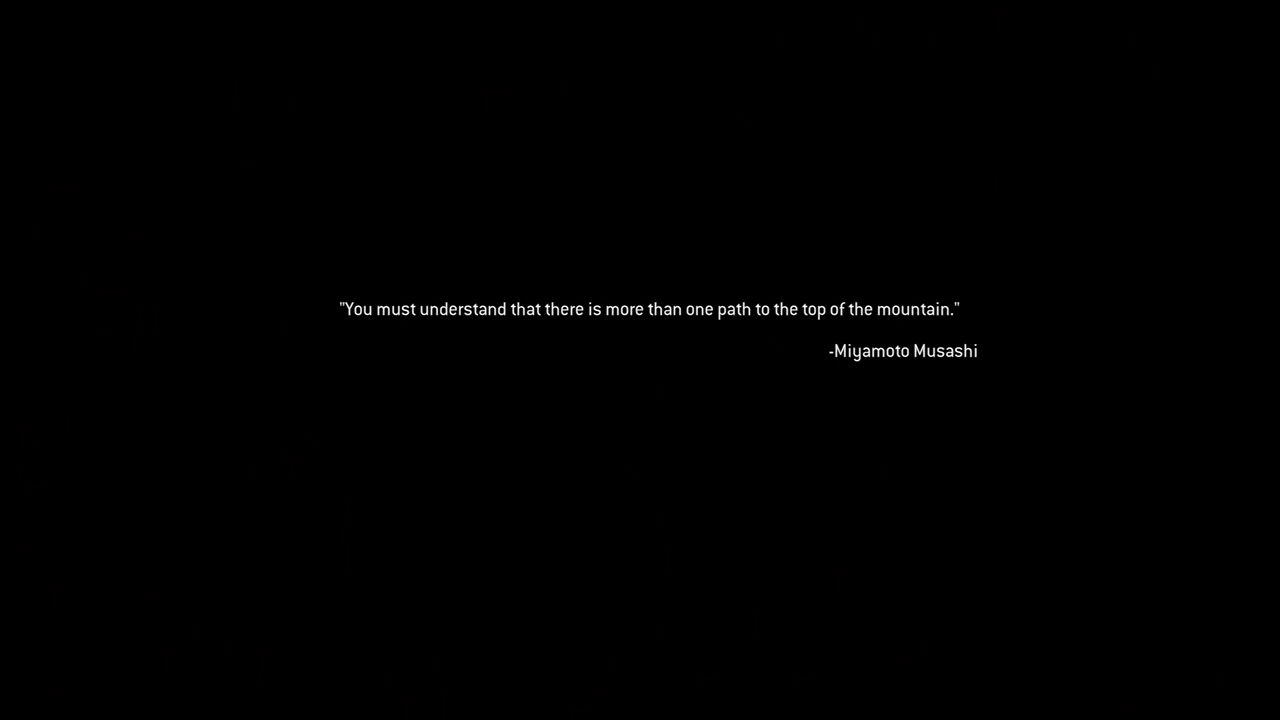 "You must understand that there is more than one path to the top of the mountain."
-Miyamoto Musashi